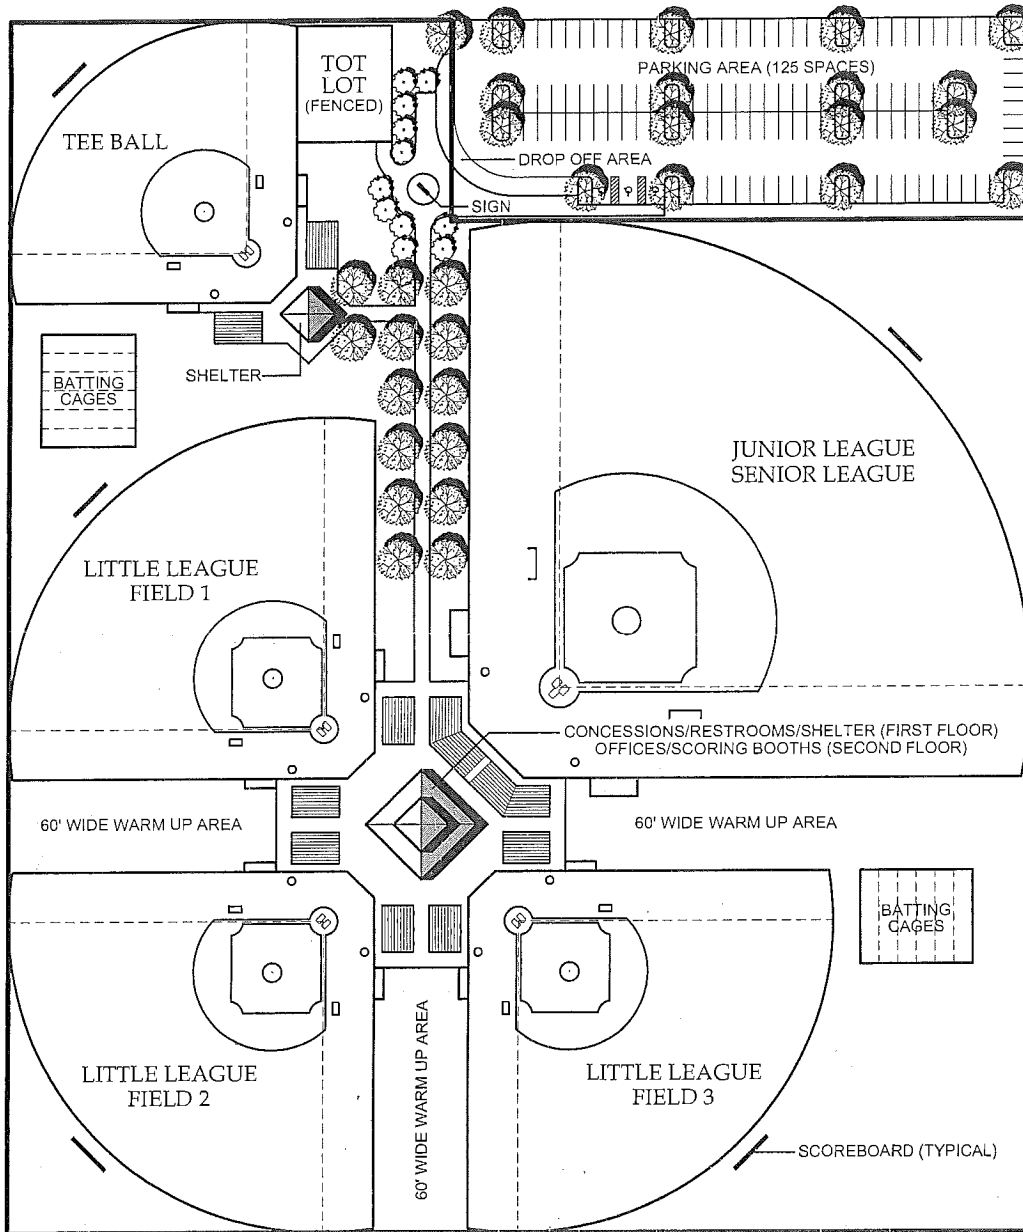 TOT
LOT
(FENCED)
PARKING AREA (125 SPACES)
TEE BALL
DROP OFF AREA
SIGN
SHELTER
BATTING
CAGES
JUNIOR LEAGUE
SENIOR LEAGUE
LITTLE LEAGUE
FIELD 1
CONCESSIONS/RESTROOMS/SHELTER (FIRST FLOOR)
OFFICES/SCORING BOOTHS (SECOND FLOOR)
60' WIDE WARM UP AREA
60' WIDE WARM UP AREA
BATTING
CAGES
60' WIDE WARM UP AREA
LITTLE LEAGUE
FIELD 2
LITTLE LEAGUE
FIELD 3
SCOREBOARD (TYPICAL)